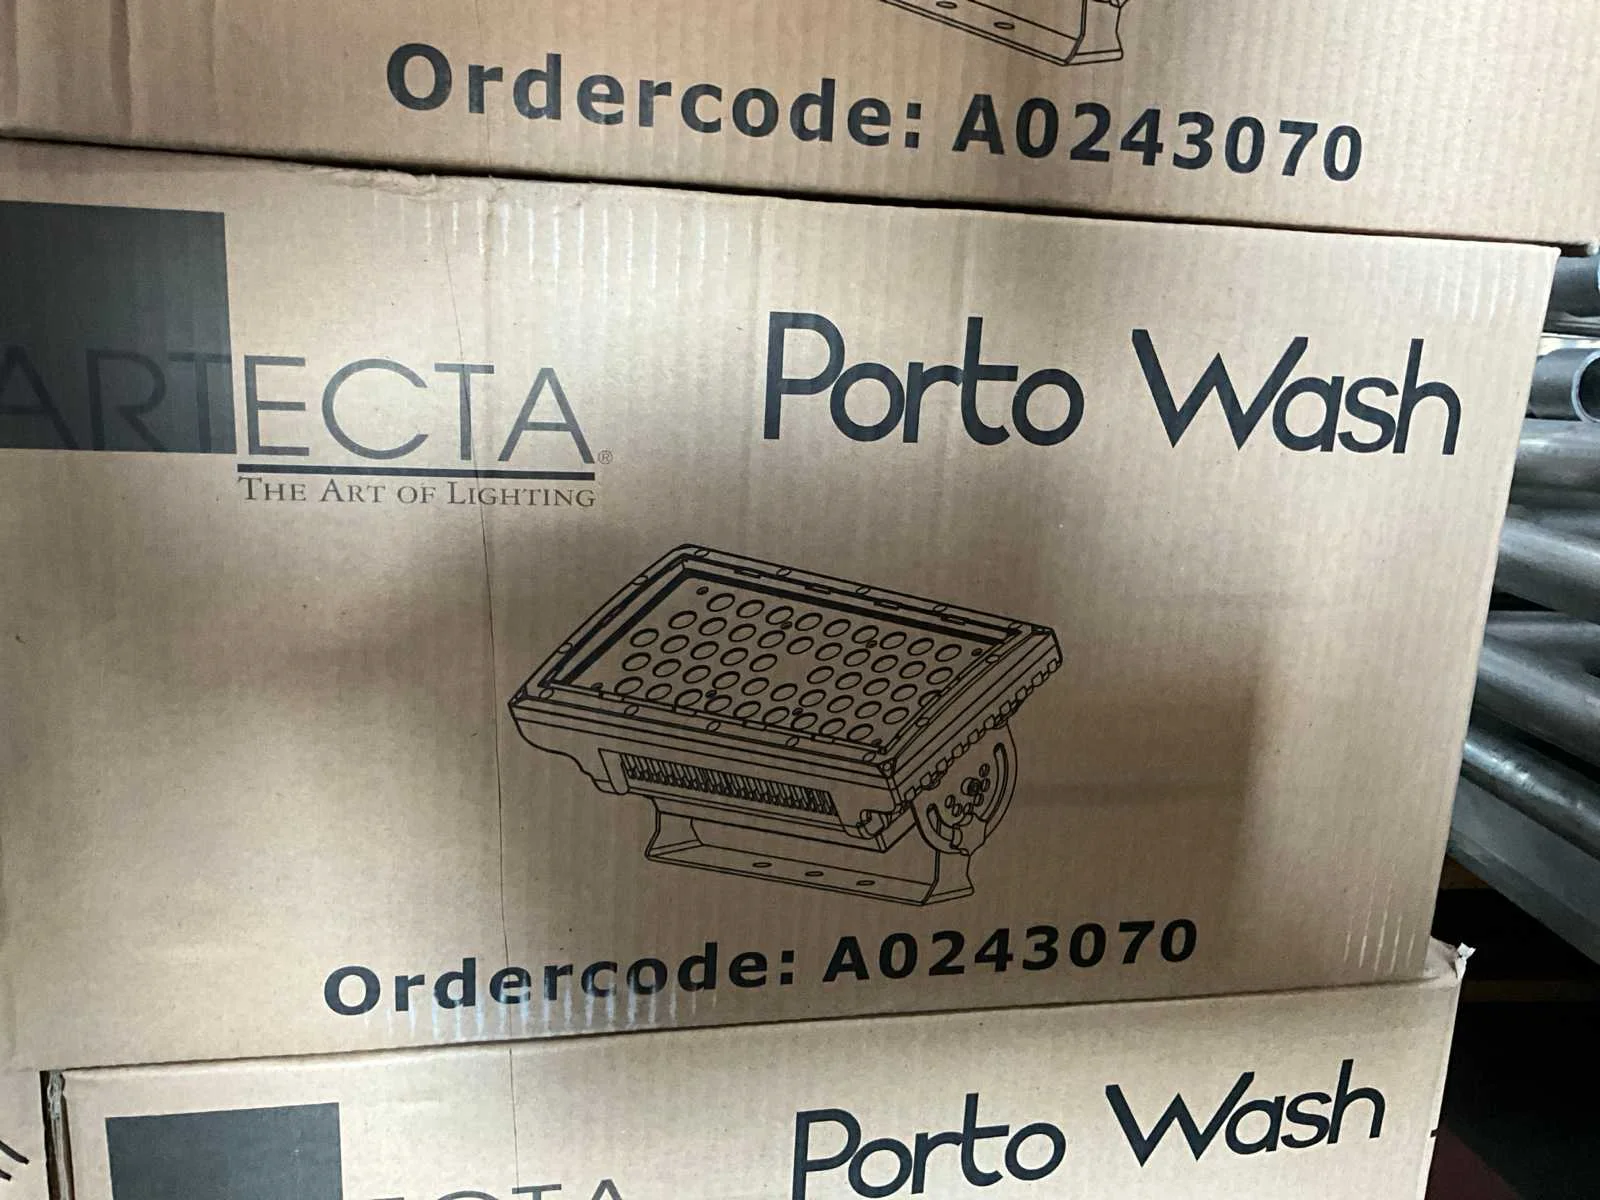 Ordercode: A0243070
ARTECTA®
THE ART OF LIGHTING
Porto Wash
Ordercode: A0243070
Porto Wash